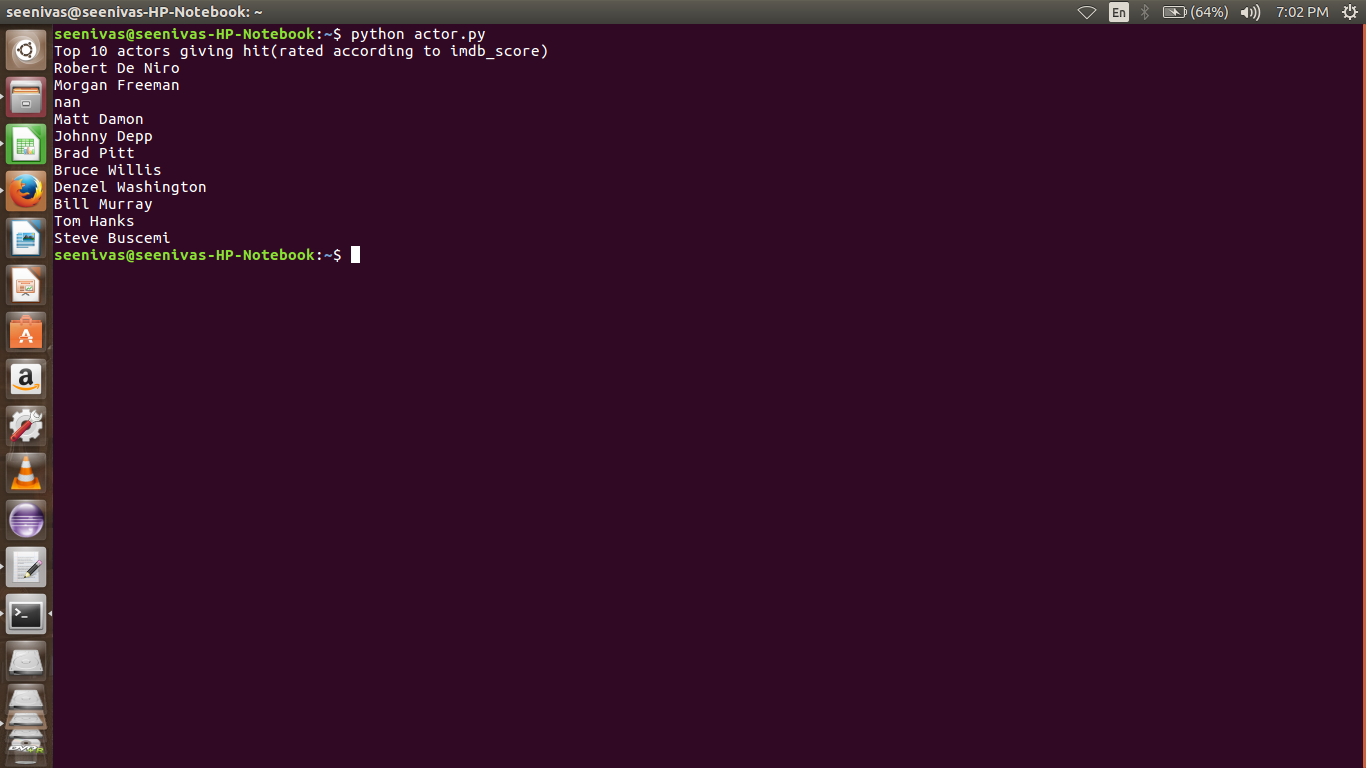 seenivas@seenivas-HP-Notebook: ~
En
(64%)
7:02 PM
seenivas@seenivas-HP-Notebook:~$ python actor.py
Top 10 actors giving hit(rated according to imdb_score)
Robert De Niro
Morgan Freeman
nan
Matt Damon
Johnny Depp
Brad Pitt
Bruce Willis
Denzel Washington
Bill Murray
Tom Hanks
Steve Buscemi
seenivas@seenivas-HP-Notebook:~$